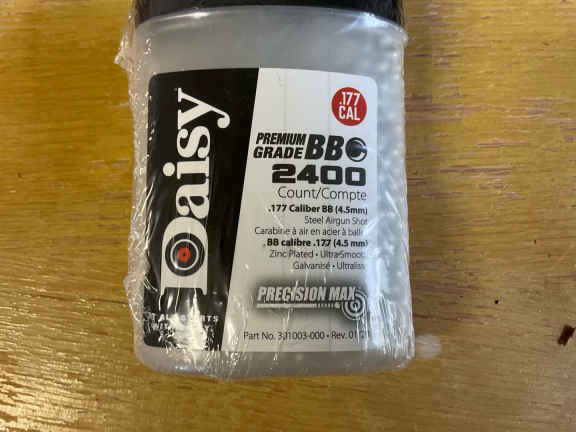 Daisy
.177
CAL
PREMIUM
GRADE BB
2400
Count/Compte
.177 Caliber BB (4.5mm)
Steel Airgun Shot
Carabine à air en acier à balle
BB calibre .177 (4.5 mm)
Zinc Plated • Ultra-Smooth
Galvanisé • Ultraliss
PRECISION MAX
Part No. 301003-000 • Rev.